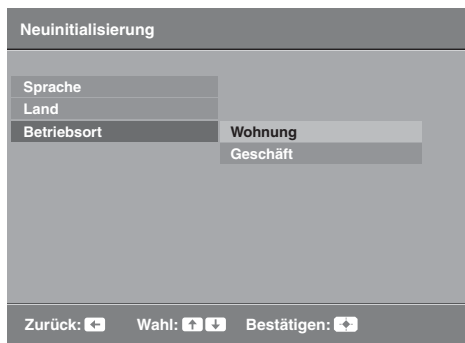 Neuinitialisierung
Sprache
Land
Betriebsort Wohnung
Geschäft
Zurück: Wahl: Bestätigen: